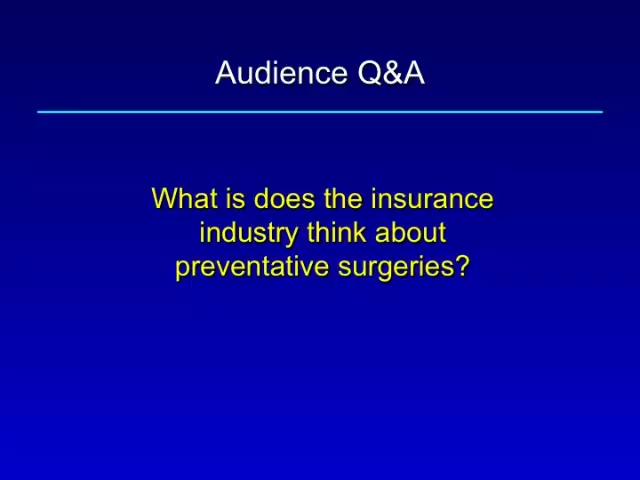 Audience Q&A
What is does the insurance
industry think about
preventative surgeries?